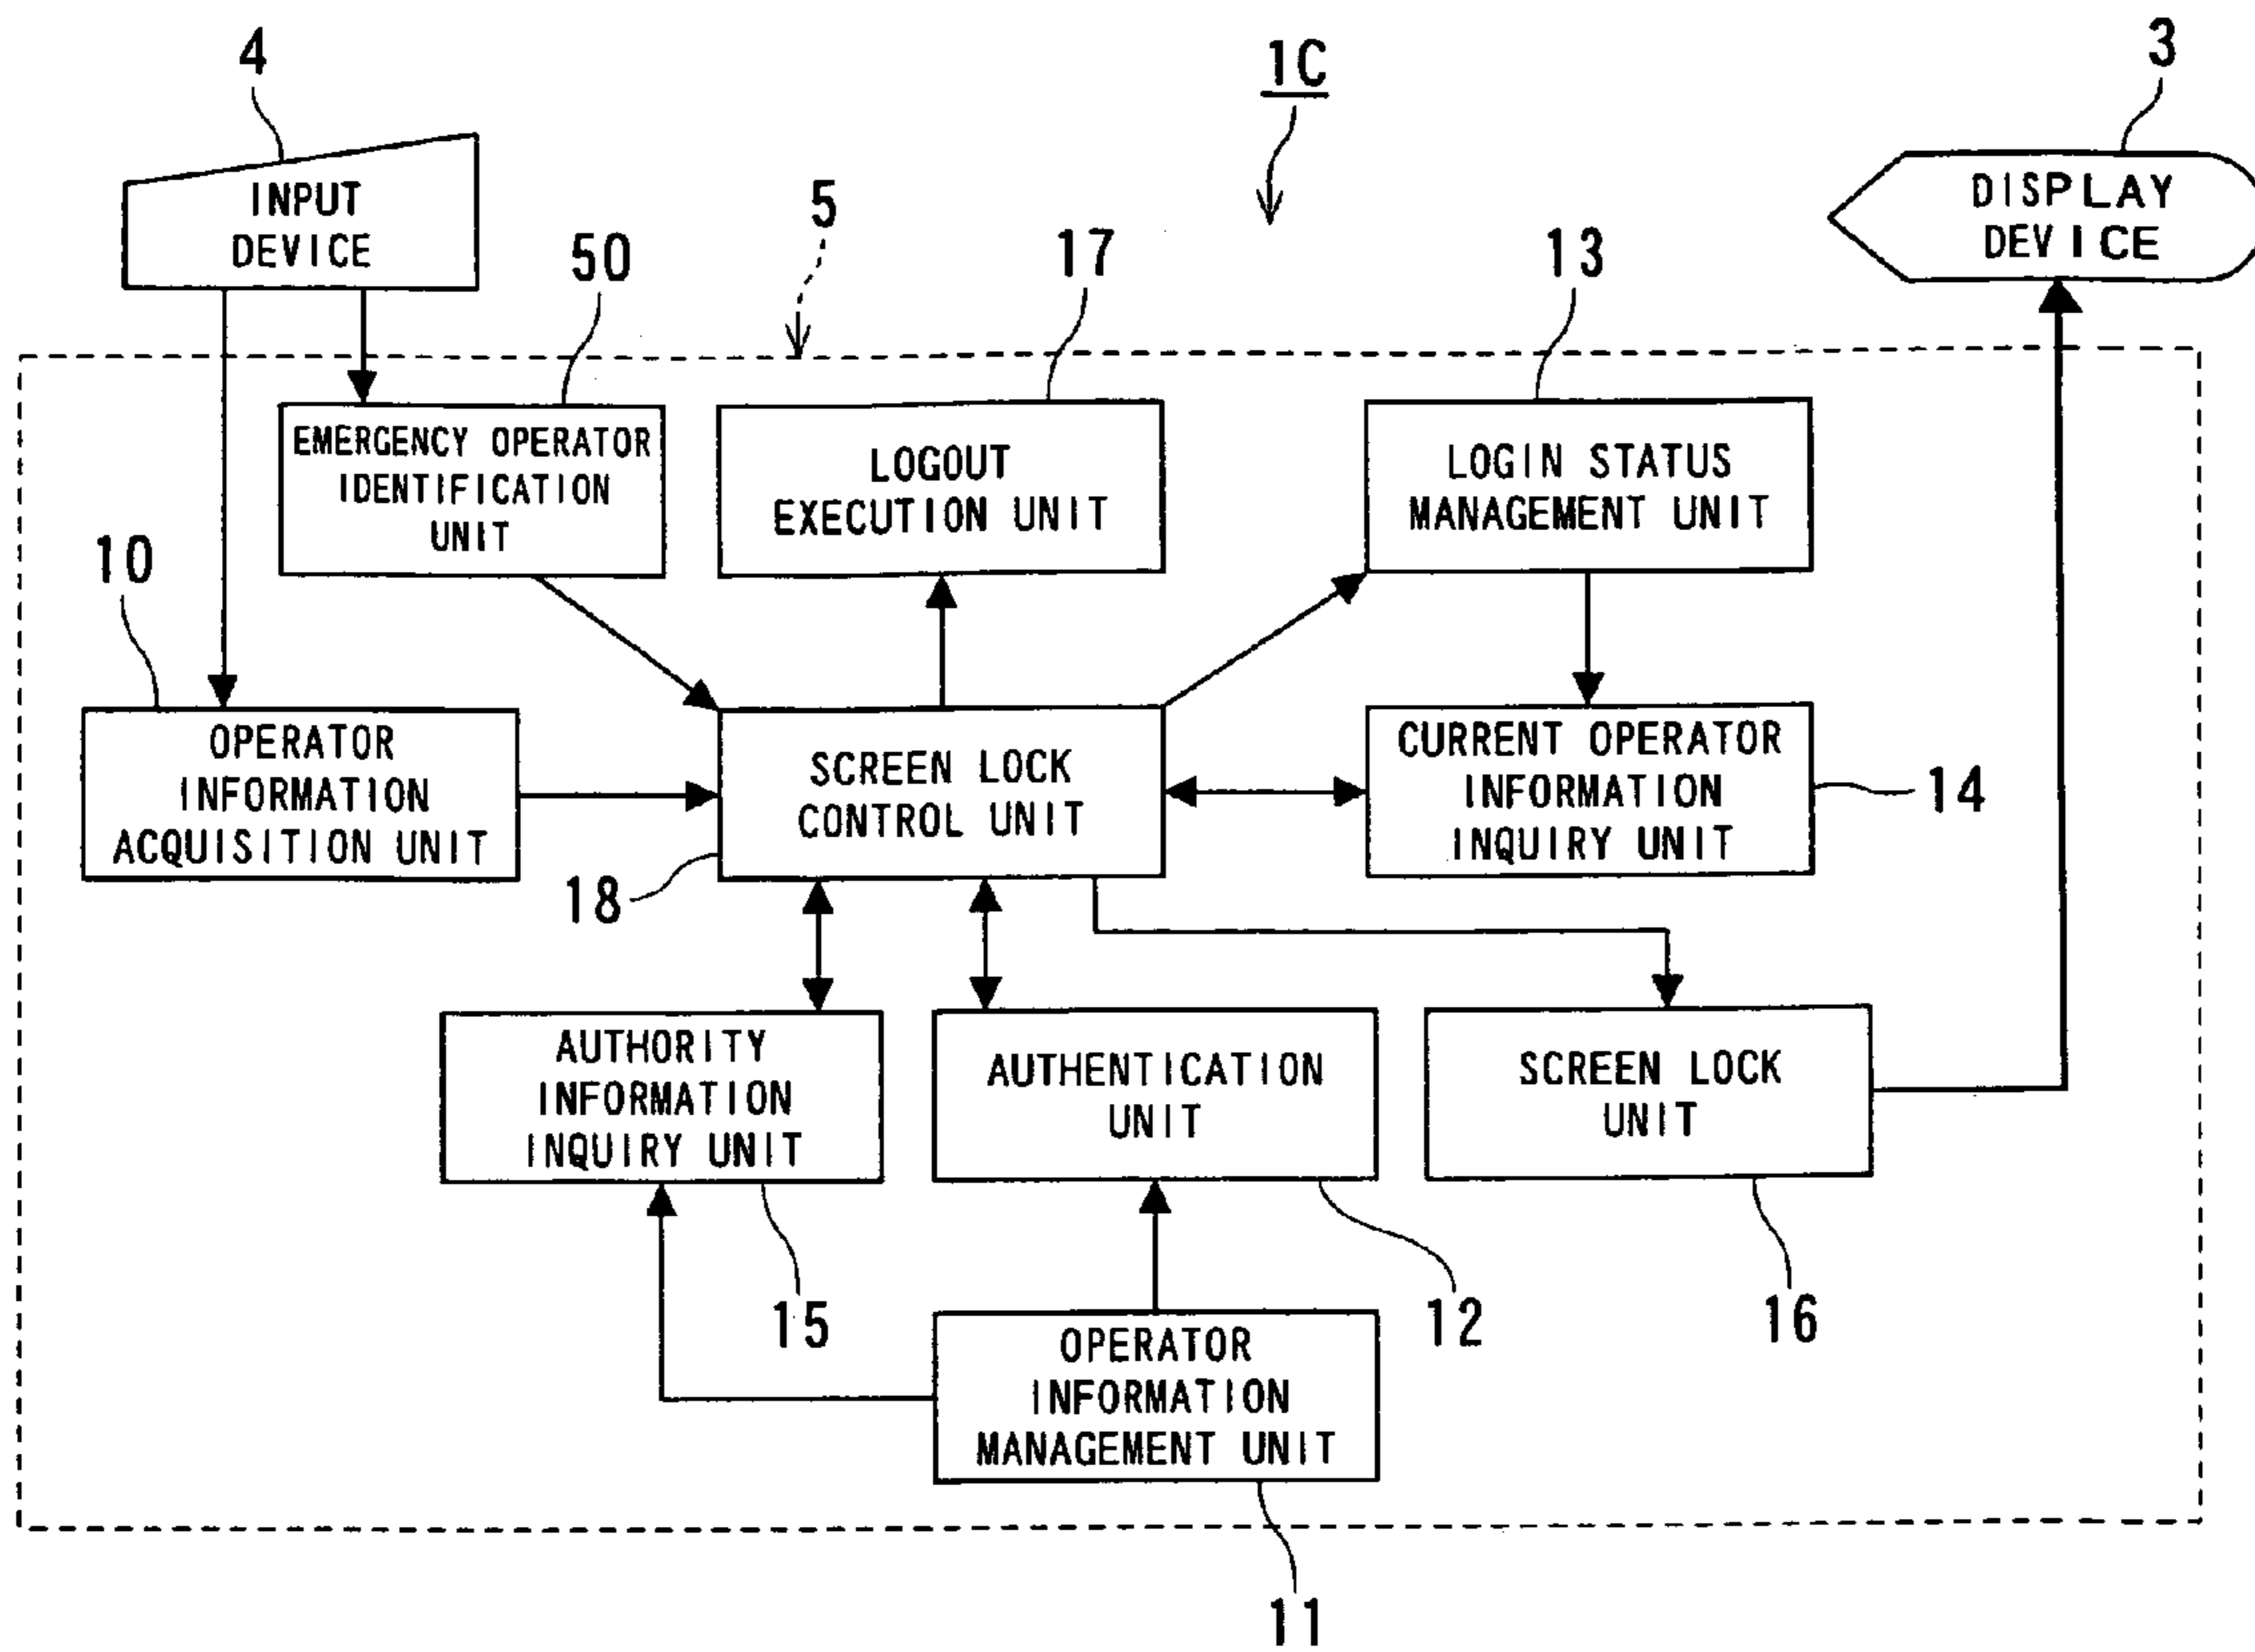 4
1C
3
INPUT
DEVICE
DISPLAY
DEVICE
5
50
17
13
EMERGENCY OPERATOR
IDENTIFICATION
UNIT
LOGOUT
EXECUTION UNIT
LOGIN STATUS
MANAGEMENT UNIT
10
OPERATOR
INFORMATION
ACQUISITION UNIT
SCREEN LOCK
CONTROL UNIT
CURRENT OPERATOR
INFORMATION
INQUIRY UNIT
14
18
AUTHORITY
INFORMATION
INQUIRY UNIT
AUTHENTICATION
UNIT
SCREEN LOCK
UNIT
15
12
16
OPERATOR
INFORMATION
MANAGEMENT UNIT
11